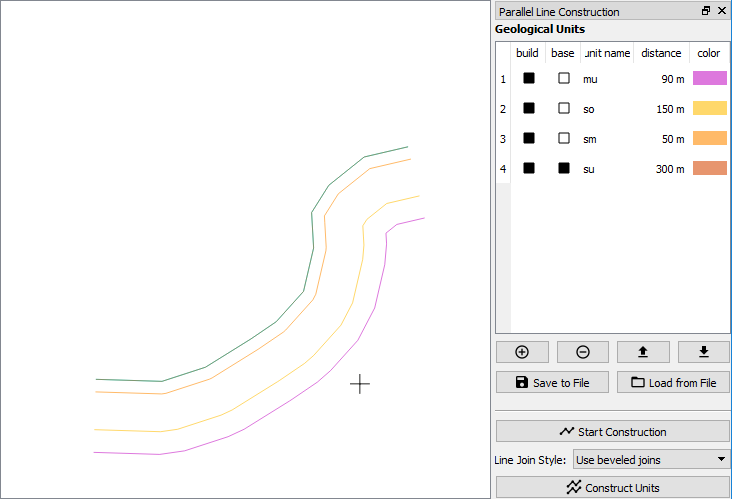 Parallel Line Construction
Geological Units
build base unit name distance color
1 mu 90 m
2 so 150 m
3 sm 50 m
4 su 300 m
Save to File Load from File
Start Construction
Line Join Style: Use beveled joins
Construct Units